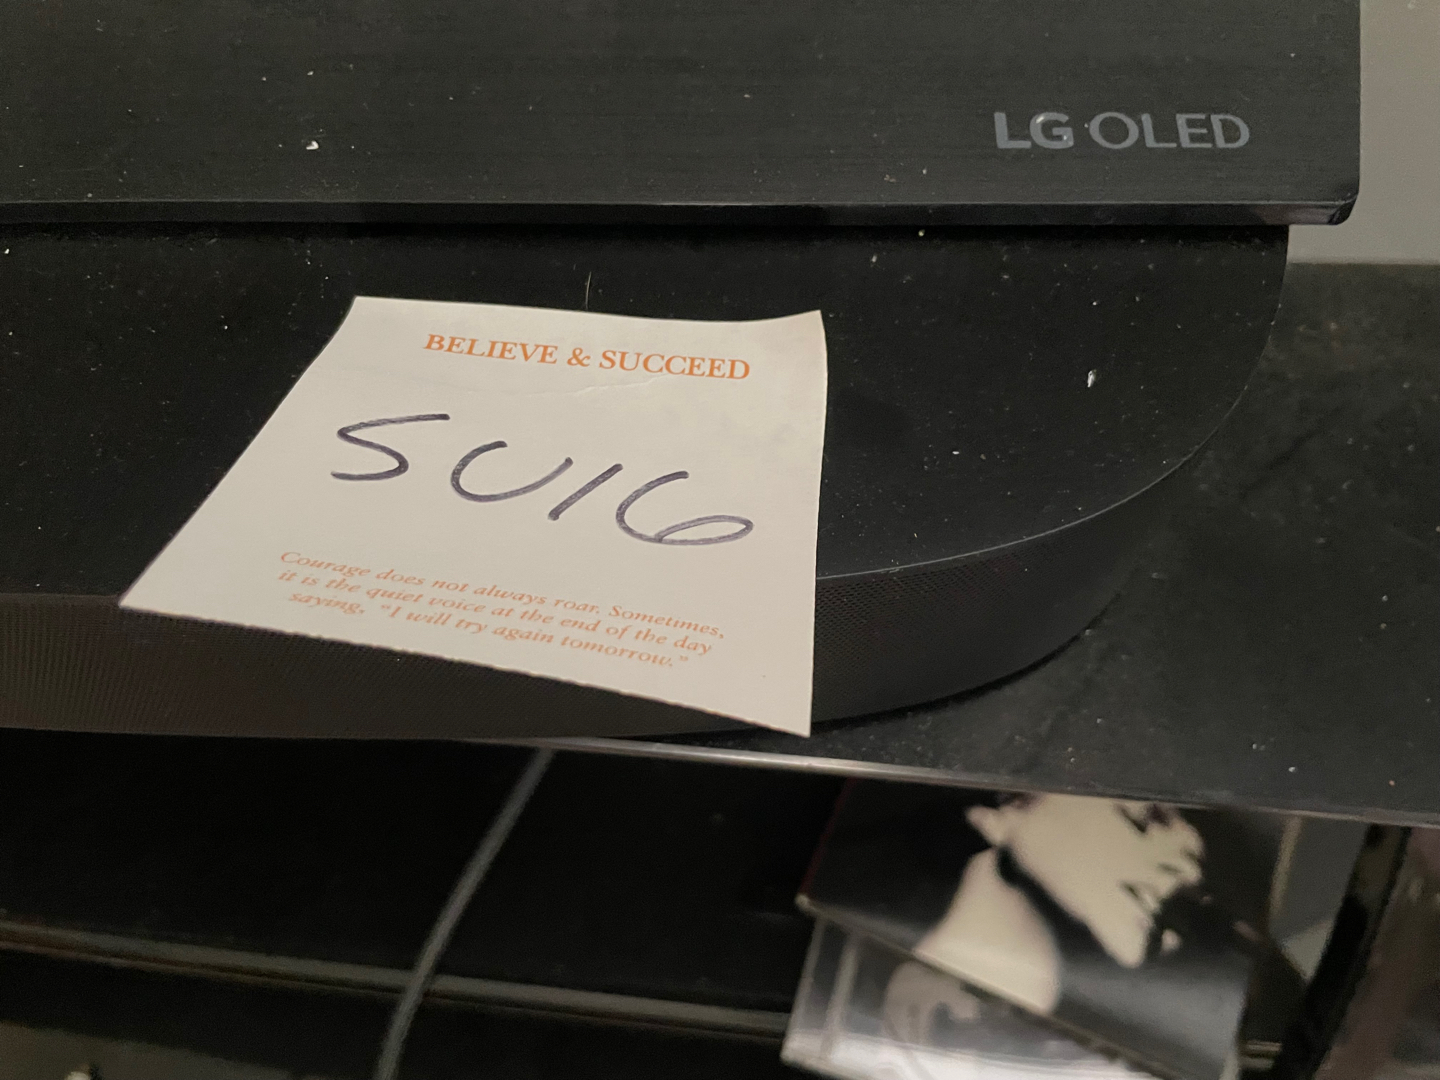 LG OLED
BELIEVE & SUCCEED
SU16
Courage does not always roar. Sometimes,
it is the quiet voice at the end of the day
saying, "I will try again tomorrow."